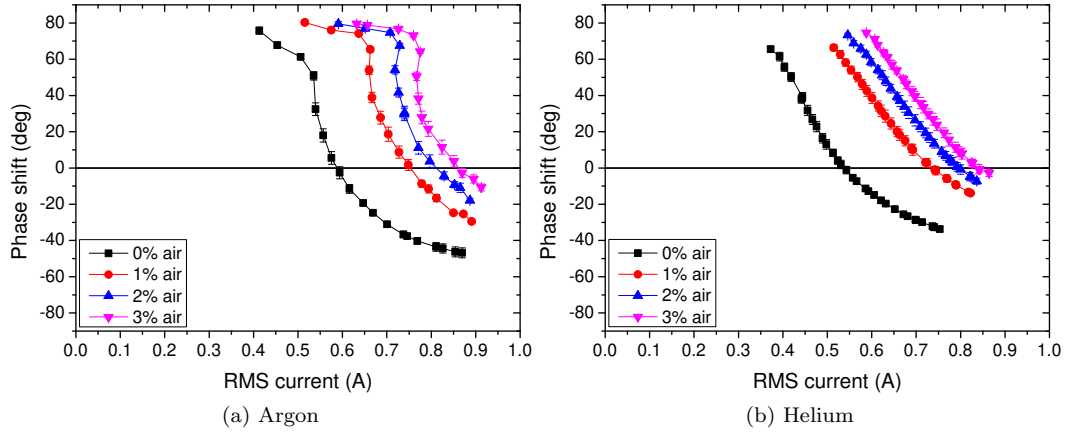 80
60
40
20
0
-20
-40
-60
-80
Phase shift (deg)
0% air
1% air
2% air
3% air
0.0 0.1 0.2 0.3 0.4 0.5 0.6 0.7 0.8 0.9 1.0
RMS current (A)
(a) Argon
80
60
40
20
0
-20
-40
-60
-80
Phase shift (deg)
0% air
1% air
2% air
3% air
0.0 0.1 0.2 0.3 0.4 0.5 0.6 0.7 0.8 0.9 1.0
RMS current (A)
(b) Helium